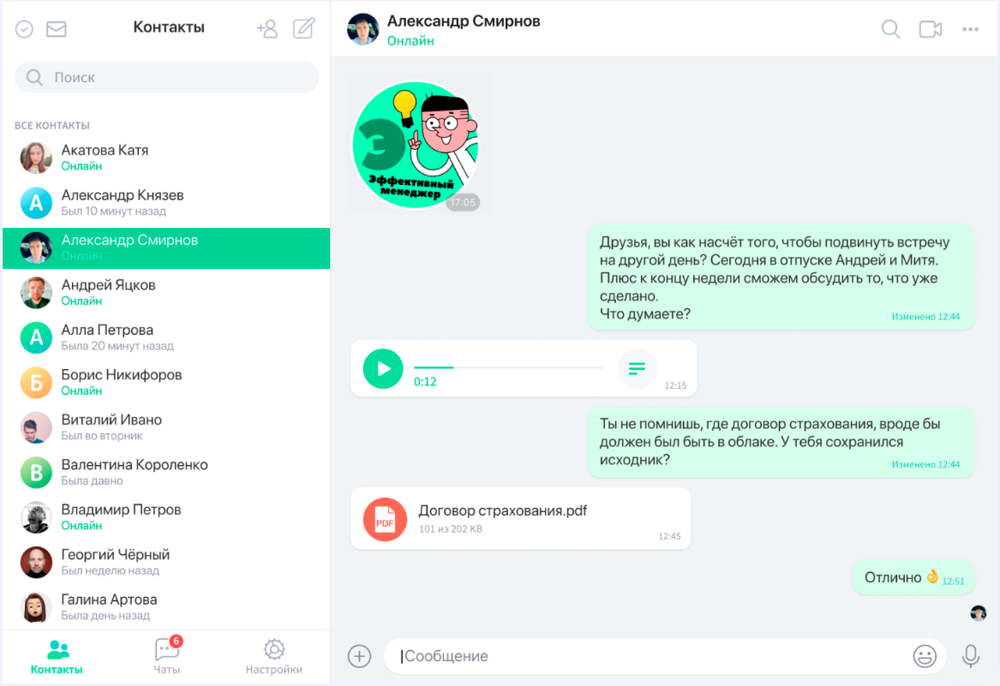 Контакты
Поиск
ВСЕ КОНТАКТЫ
Акатова Катя
Онлайн
А
Александр Князев
Был 10 минут назад
Александр Смирнов
Онлайн
Андрей Яцков
Онлайн
А
Алла Петрова
Была 20 минут назад
Б
Борис Никифоров
Онлайн
Виталий Ивано
Был во вторник
В
Валентина Короленко
Была давно
Владимир Петров
Онлайн
Георгий Чёрный
Был неделю назад
Галина Артова
Была день назад
Контакты
6
Чаты
Настройки
Александр Смирнов
Онлайн
Э
Эффективный
менеджер
17:05
Друзья, вы как насчёт того, чтобы подвинуть встречу
на другой день? Сегодня в отпуске Андрей и Митя.
Плюс к концу недели сможем обсудить то, что уже
сделано.
Что думаете?
Изменено 12:44
0:12
12:15
Ты не помнишь, где договор страхования, вроде бы
должен был быть в облаке. У тебя сохранился
исходник?
Изменено 12:44
PDF
Договор страхования.pdf
101 из 202 КВ
12:45
Отлично 👌 12:51
Сообщение